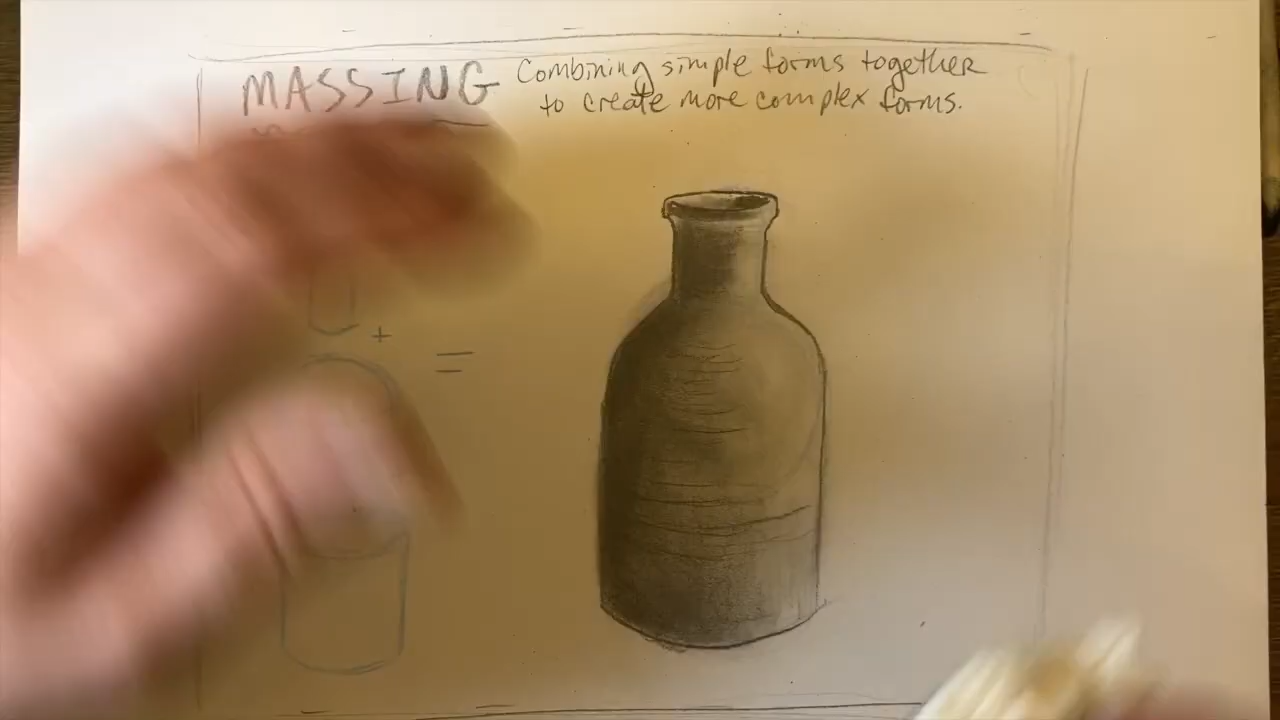 MASSING Combining simple forms together
to create more complex forms.
+
=